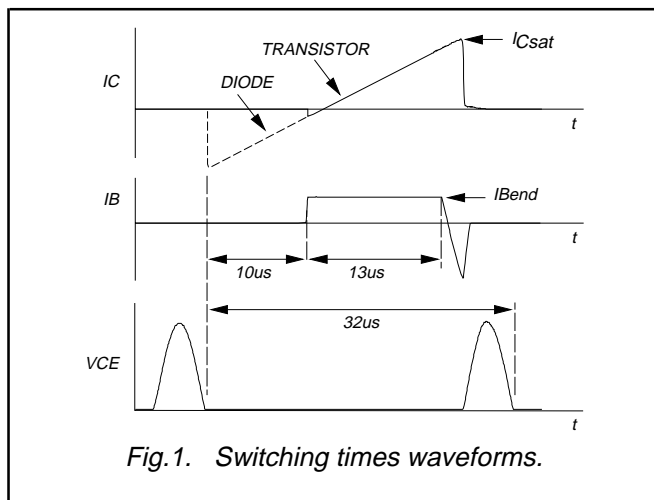 ICsat
TRANSISTOR
DIODE
IC
t
IB
IBend
t
10us
13us
32us
VCE
t
Fig.1. Switching times waveforms.